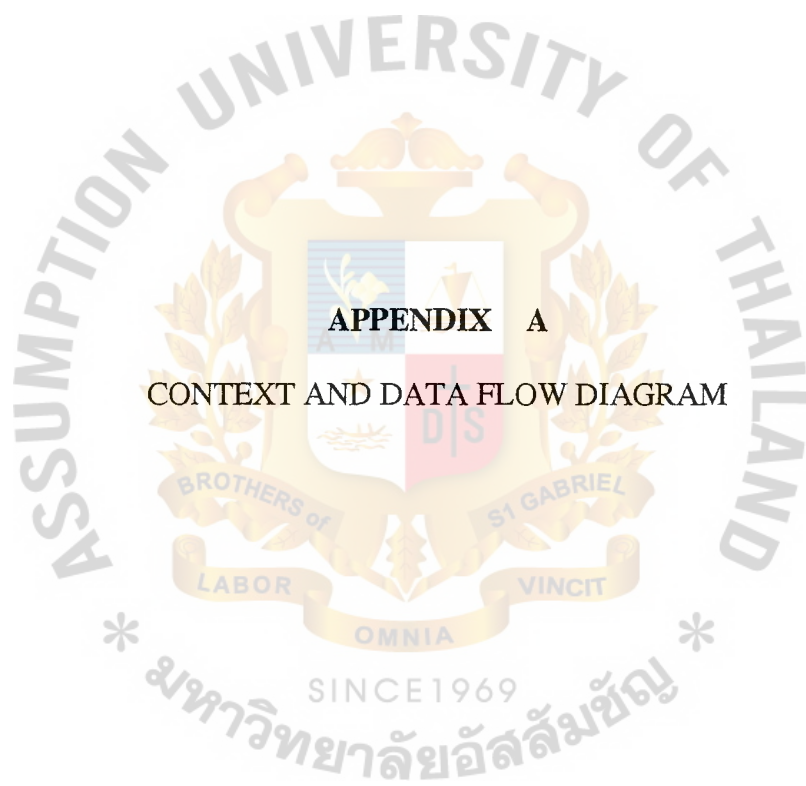 ASSUMPTION UNIVERSITY OF THAILAND
APPENDIX A
A M
CONTEXT AND DATA FLOW DIAGRAM
D S
BROTHERS of
S1 GABRIEL
LABOR
OMNIA
VINCIT
* *
SINCE1969
มหาวิทยาลัยอัสสัมชัญ